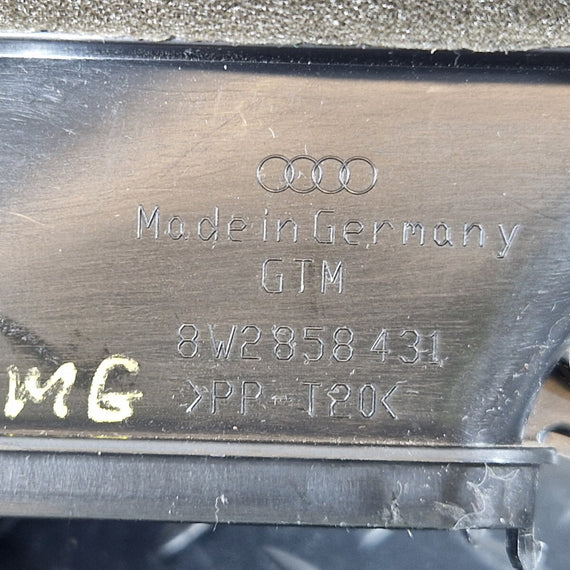 Made in Germany
GTM
8W2 858 431
MG
>PP-T20<